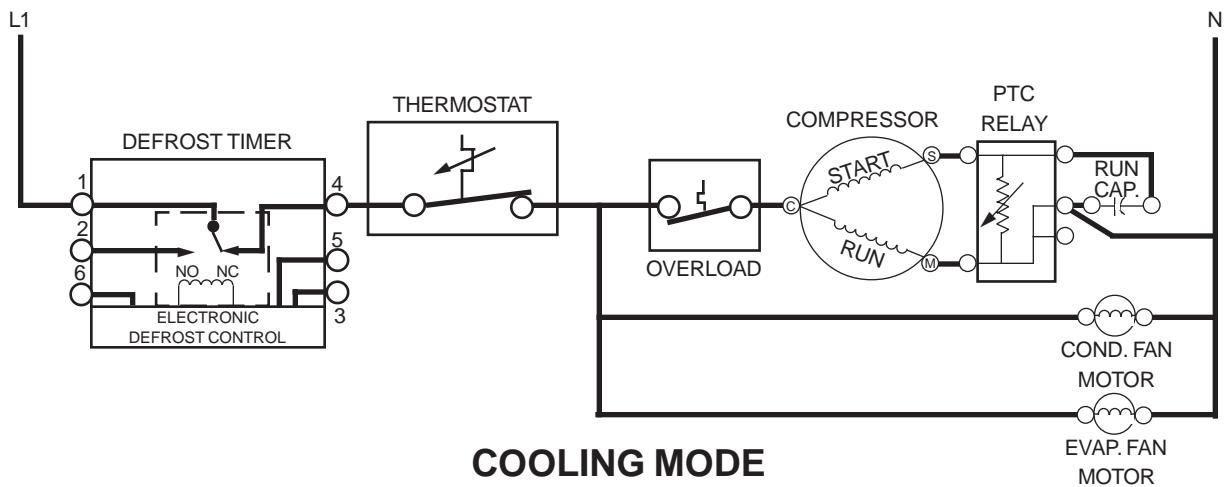 L1
N
DEFROST TIMER
1
2
6
4
5
3
NO NC
ELECTRONIC
DEFROST CONTROL
THERMOSTAT
OVERLOAD
COMPRESSOR
START
RUN
C
S
M
PTC
RELAY
RUN
CAP.
COND. FAN
MOTOR
EVAP. FAN
MOTOR
COOLING MODE